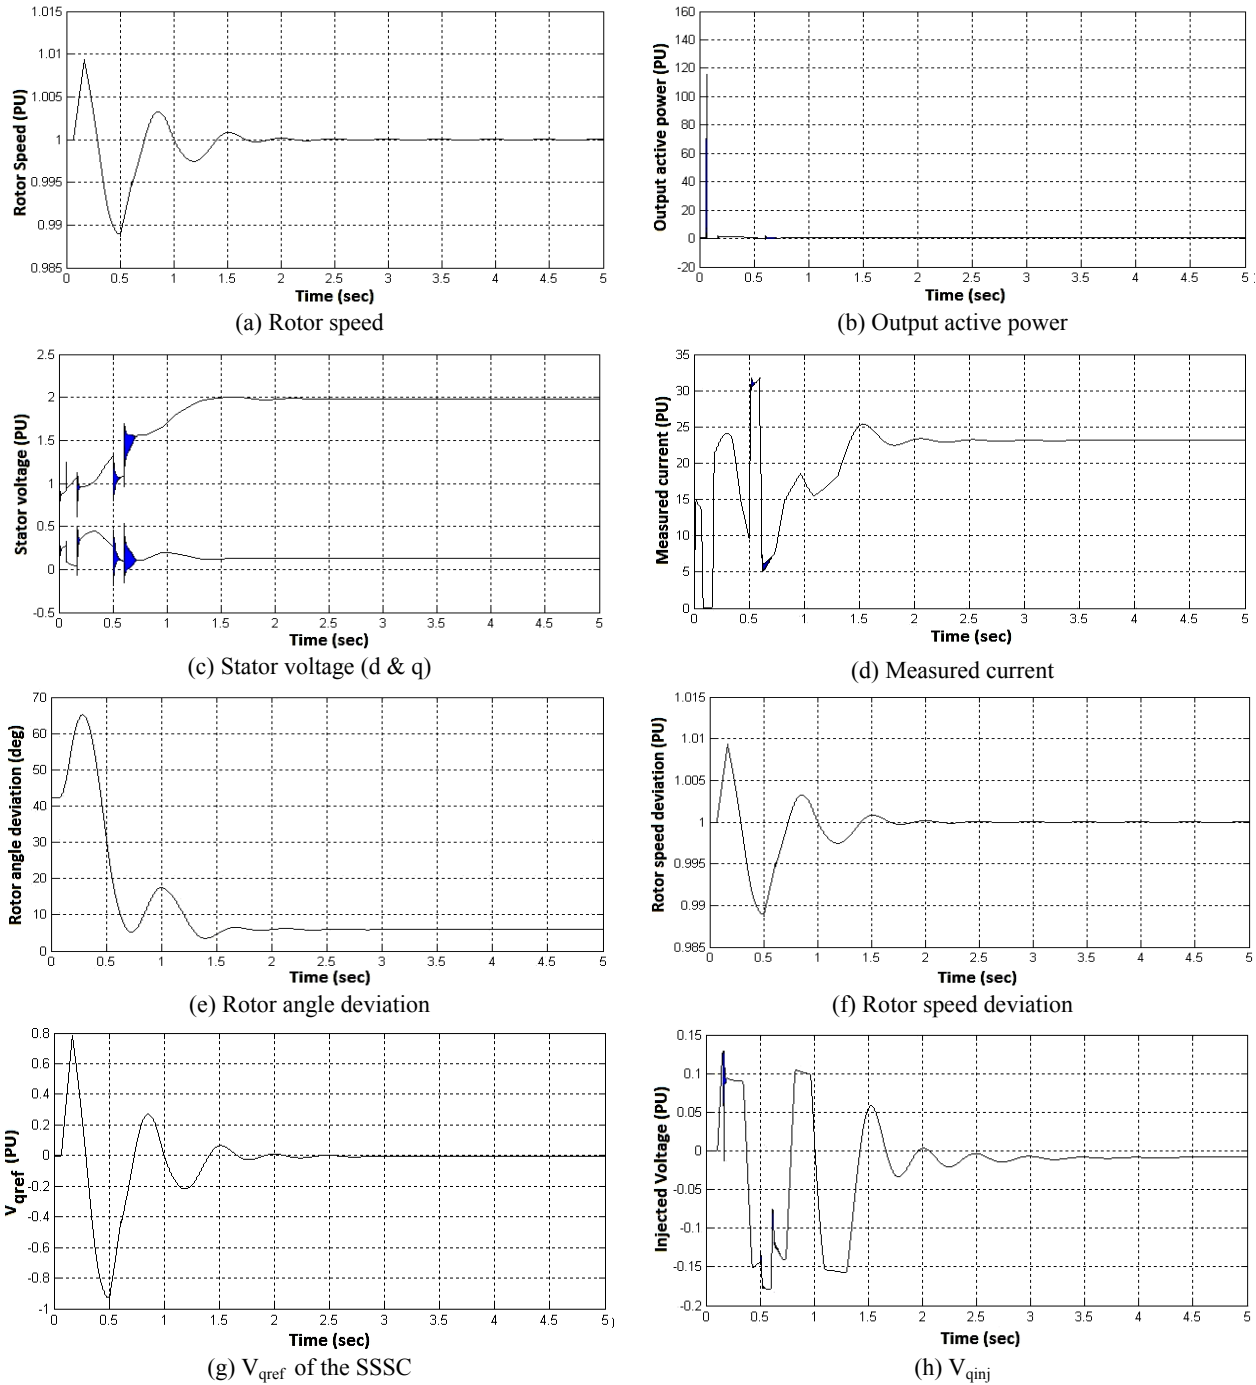 1.015
1.01
1.005
1
0.995
0.99
0.985
Rotor Speed (PU)
0 0.5 1 1.5 2 2.5 3 3.5 4 4.5 5
Time (sec)
(a) Rotor speed
160
140
120
100
80
60
40
20
0
-20
Output active power (PU)
0 0.5 1 1.5 2 2.5 3 3.5 4 4.5 5
Time (sec)
(b) Output active power
2.5
2
1.5
1
0.5
0
-0.5
Stator voltage (PU)
0 0.5 1 1.5 2 2.5 3 3.5 4 4.5 5
Time (sec)
(c) Stator voltage (d & q)
35
30
25
20
15
10
5
0
Measured current (PU)
0 0.5 1 1.5 2 2.5 3 3.5 4 4.5 5
Time (sec)
(d) Measured current
70
60
50
40
30
20
10
0
Rotor angle deviation (deg)
0 0.5 1 1.5 2 2.5 3 3.5 4 4.5 5
Time (sec)
(e) Rotor angle deviation
1.015
1.01
1.005
1
0.995
0.99
0.985
Rotor speed deviation (PU)
0 0.5 1 1.5 2 2.5 3 3.5 4 4.5 5
Time (sec)
(f) Rotor speed deviation
0.8
0.6
0.4
0.2
0
-0.2
-0.4
-0.6
-0.8
-1
Vqref (PU)
0 0.5 1 1.5 2 2.5 3 3.5 4 4.5 5
Time (sec)
(g) Vqref of the SSSC
0.15
0.1
0.05
0
-0.05
-0.1
-0.15
-0.2
Injected Voltage (PU)
0 0.5 1 1.5 2 2.5 3 3.5 4 4.5 5
Time (sec)
(h) Vqinj